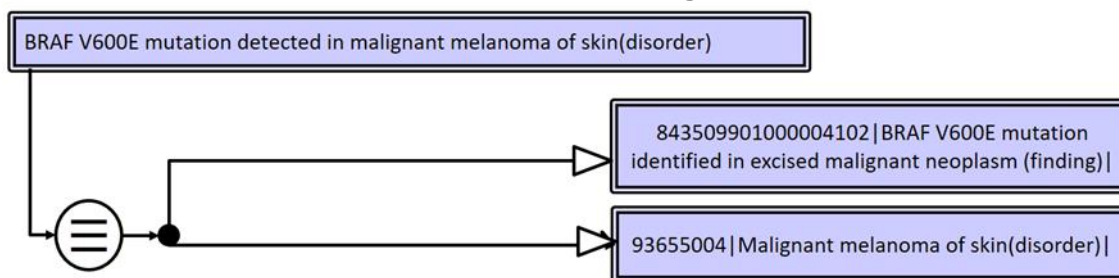 BRAF V600E mutation detected in malignant melanoma of skin(disorder)
843509901000004102|BRAF V600E mutation
identified in excised malignant neoplasm (finding)|
93655004|Malignant melanoma of skin(disorder)|